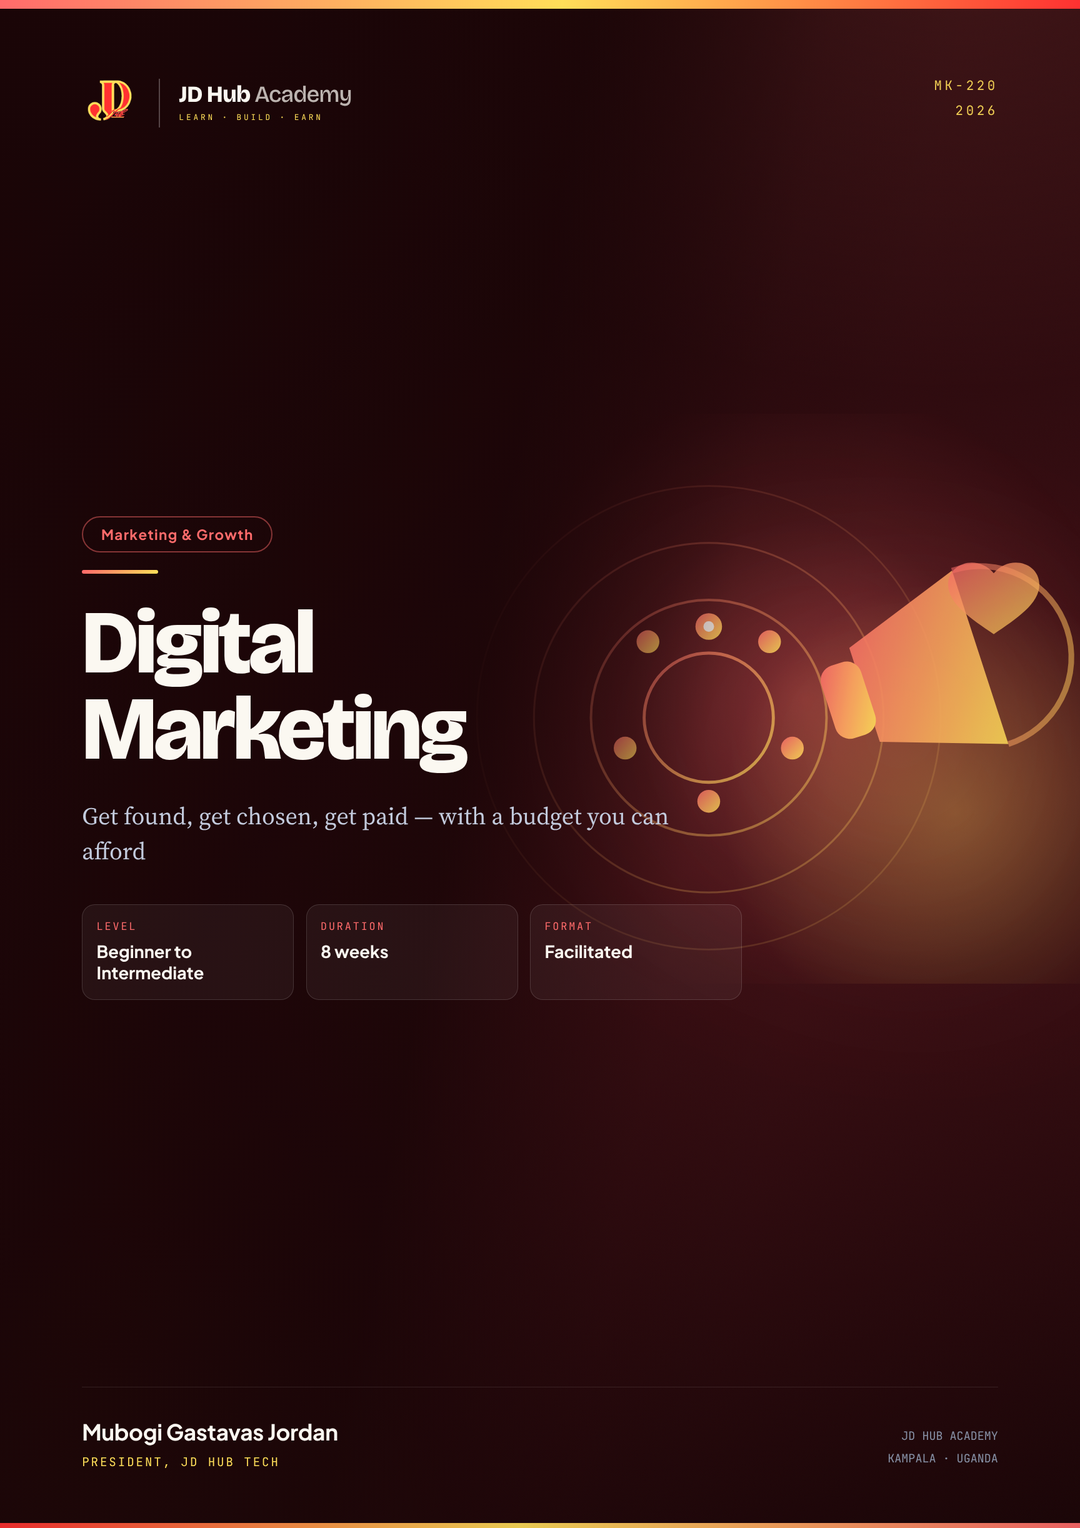 JD
JD Hub Academy
LEARN · BUILD · EARN
MK-220
2026
Marketing & Growth
Digital
Marketing
Get found, get chosen, get paid — with a budget you can
afford
LEVEL
Beginner to
Intermediate
DURATION
8 weeks
FORMAT
Facilitated
Mubogi Gastavas Jordan
PRESIDENT, JD HUB TECH
JD HUB ACADEMY
KAMPALA · UGANDA